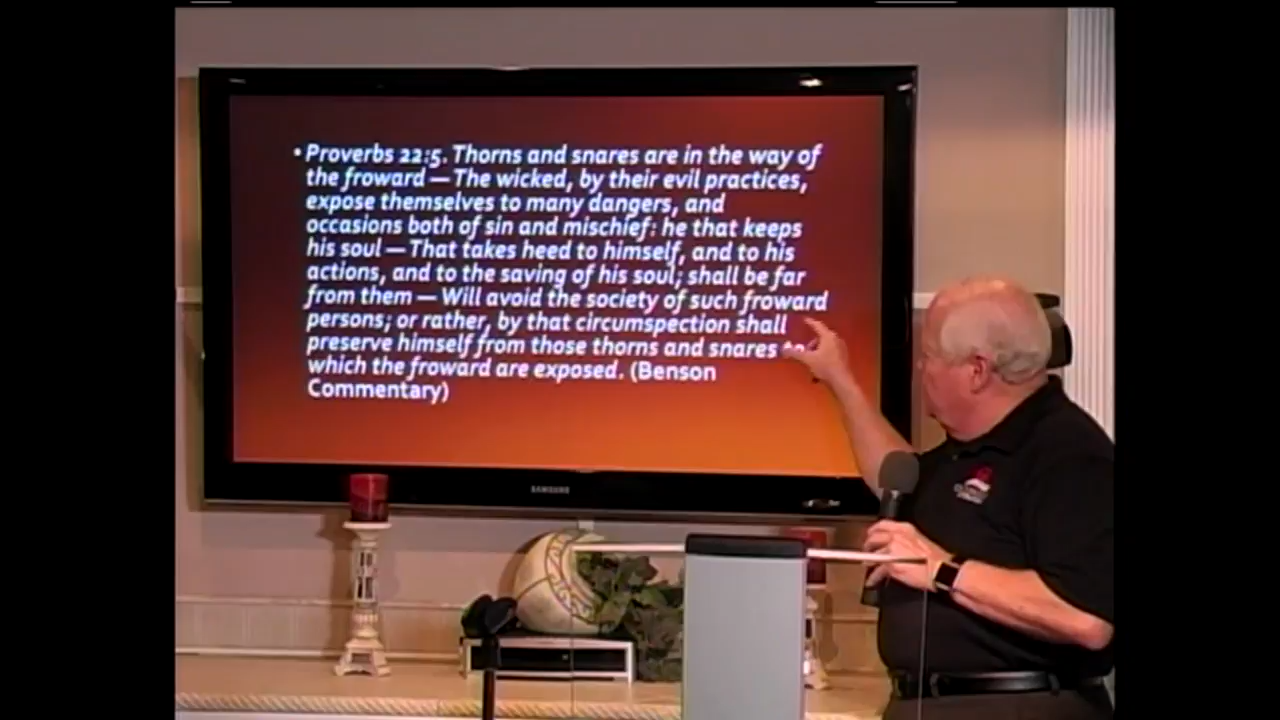 • Proverbs 22:5. Thorns and snares are in the way of
the froward — The wicked, by their evil practices,
expose themselves to many dangers, and
occasions both of sin and mischief: he that keeps
his soul — That takes heed to himself, and to his
actions, and to the saving of his soul; shall be far
from them — Will avoid the society of such froward
persons; or rather, by that circumspection shall
preserve himself from those thorns and snares to
which the froward are exposed. (Benson
Commentary)
SAMSUNG